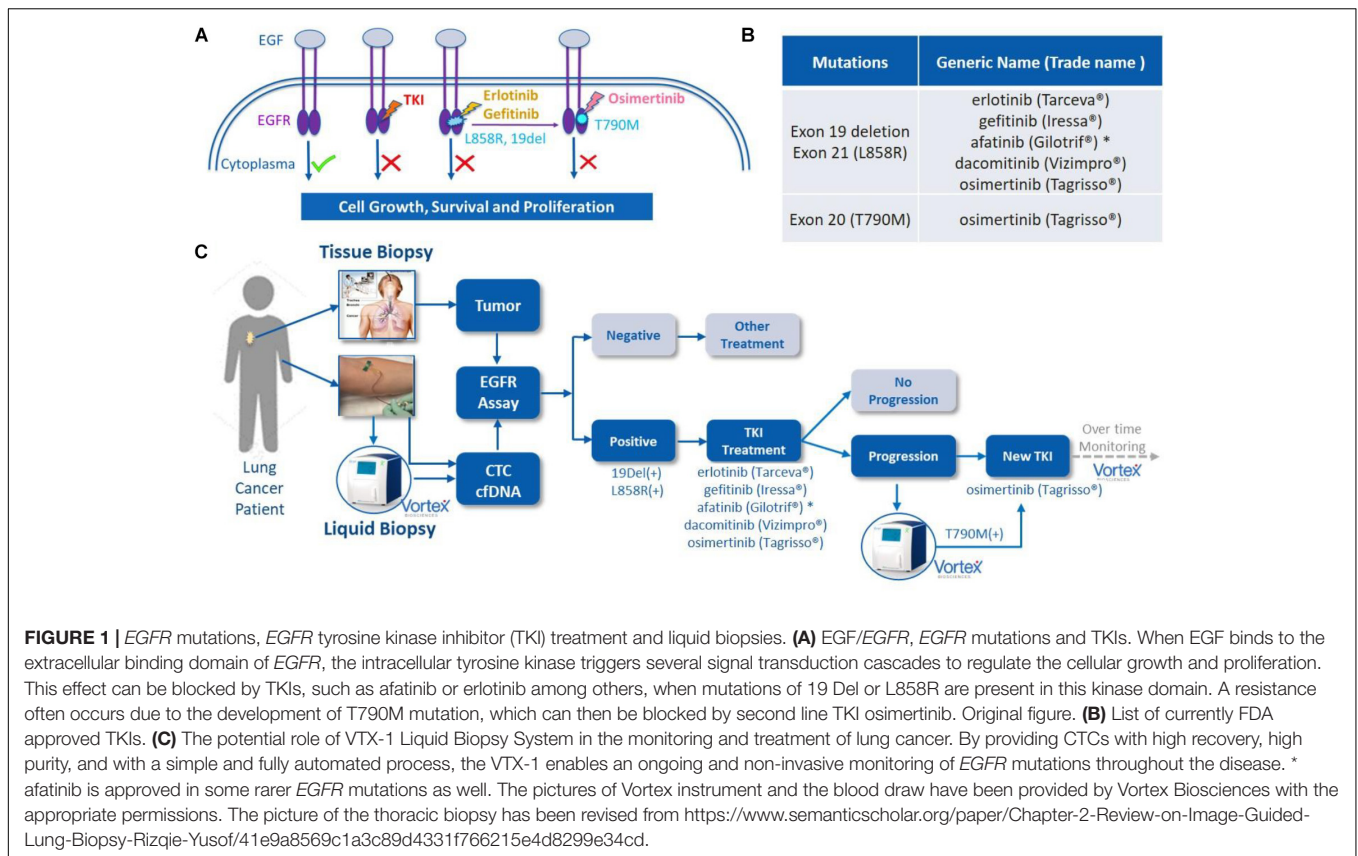 A
EGF
EGFR
Cytoplasma
TKI
Erlotinib
Gefitinib
L858R, 19del
Osimertinib
T790M
Cell Growth, Survival and Proliferation
B
Mutations
Generic Name (Trade name )
Exon 19 deletion
Exon 21 (L858R)
erlotinib (Tarceva®)
gefitinib (Iressa®)
afatinib (Gilotrif®) *
dacomitinib (Vizimpro®)
osimertinib (Tagrisso®)
Exon 20 (T790M)
osimertinib (Tagrisso®)
C
Lung
Cancer
Patient
Tissue Biopsy
Liquid Biopsy
Vortex
BIOSCIENCES
Tumor
EGFR
Assay
CTC
cfDNA
Negative
Other
Treatment
Positive
19Del(+)
L858R(+)
TKI
Treatment
erlotinib (Tarceva®)
gefitinib (Iressa®)
afatinib (Gilotrif®) *
dacomitinib (Vizimpro®)
osimertinib (Tagrisso®)
No
Progression
Progression
New TKI
osimertinib (Tagrisso®)
T790M(+)
Vortex
BIOSCIENCES
Over time
Monitoring
Vortex
BIOSCIENCES
FIGURE 1 | EGFR mutations, EGFR tyrosine kinase inhibitor (TKI) treatment and liquid biopsies. (A) EGF/EGFR, EGFR mutations and TKIs. When EGF binds to the
extracellular binding domain of EGFR, the intracellular tyrosine kinase triggers several signal transduction cascades to regulate the cellular growth and proliferation.
This effect can be blocked by TKIs, such as afatinib or erlotinib among others, when mutations of 19 Del or L858R are present in this kinase domain. A resistance
often occurs due to the development of T790M mutation, which can then be blocked by second line TKI osimertinib. Original figure. (B) List of currently FDA
approved TKIs. (C) The potential role of VTX-1 Liquid Biopsy System in the monitoring and treatment of lung cancer. By providing CTCs with high recovery, high
purity, and with a simple and fully automated process, the VTX-1 enables an ongoing and non-invasive monitoring of EGFR mutations throughout the disease. *
afatinib is approved in some rarer EGFR mutations as well. The pictures of Vortex instrument and the blood draw have been provided by Vortex Biosciences with the
appropriate permissions. The picture of the thoracic biopsy has been revised from https://www.semanticscholar.org/paper/Chapter-2-Review-on-Image-Guided-
Lung-Biopsy-Rizqie-Yusof/41e9a8569c1a3c89d4331f766215e4d8299e34cd.